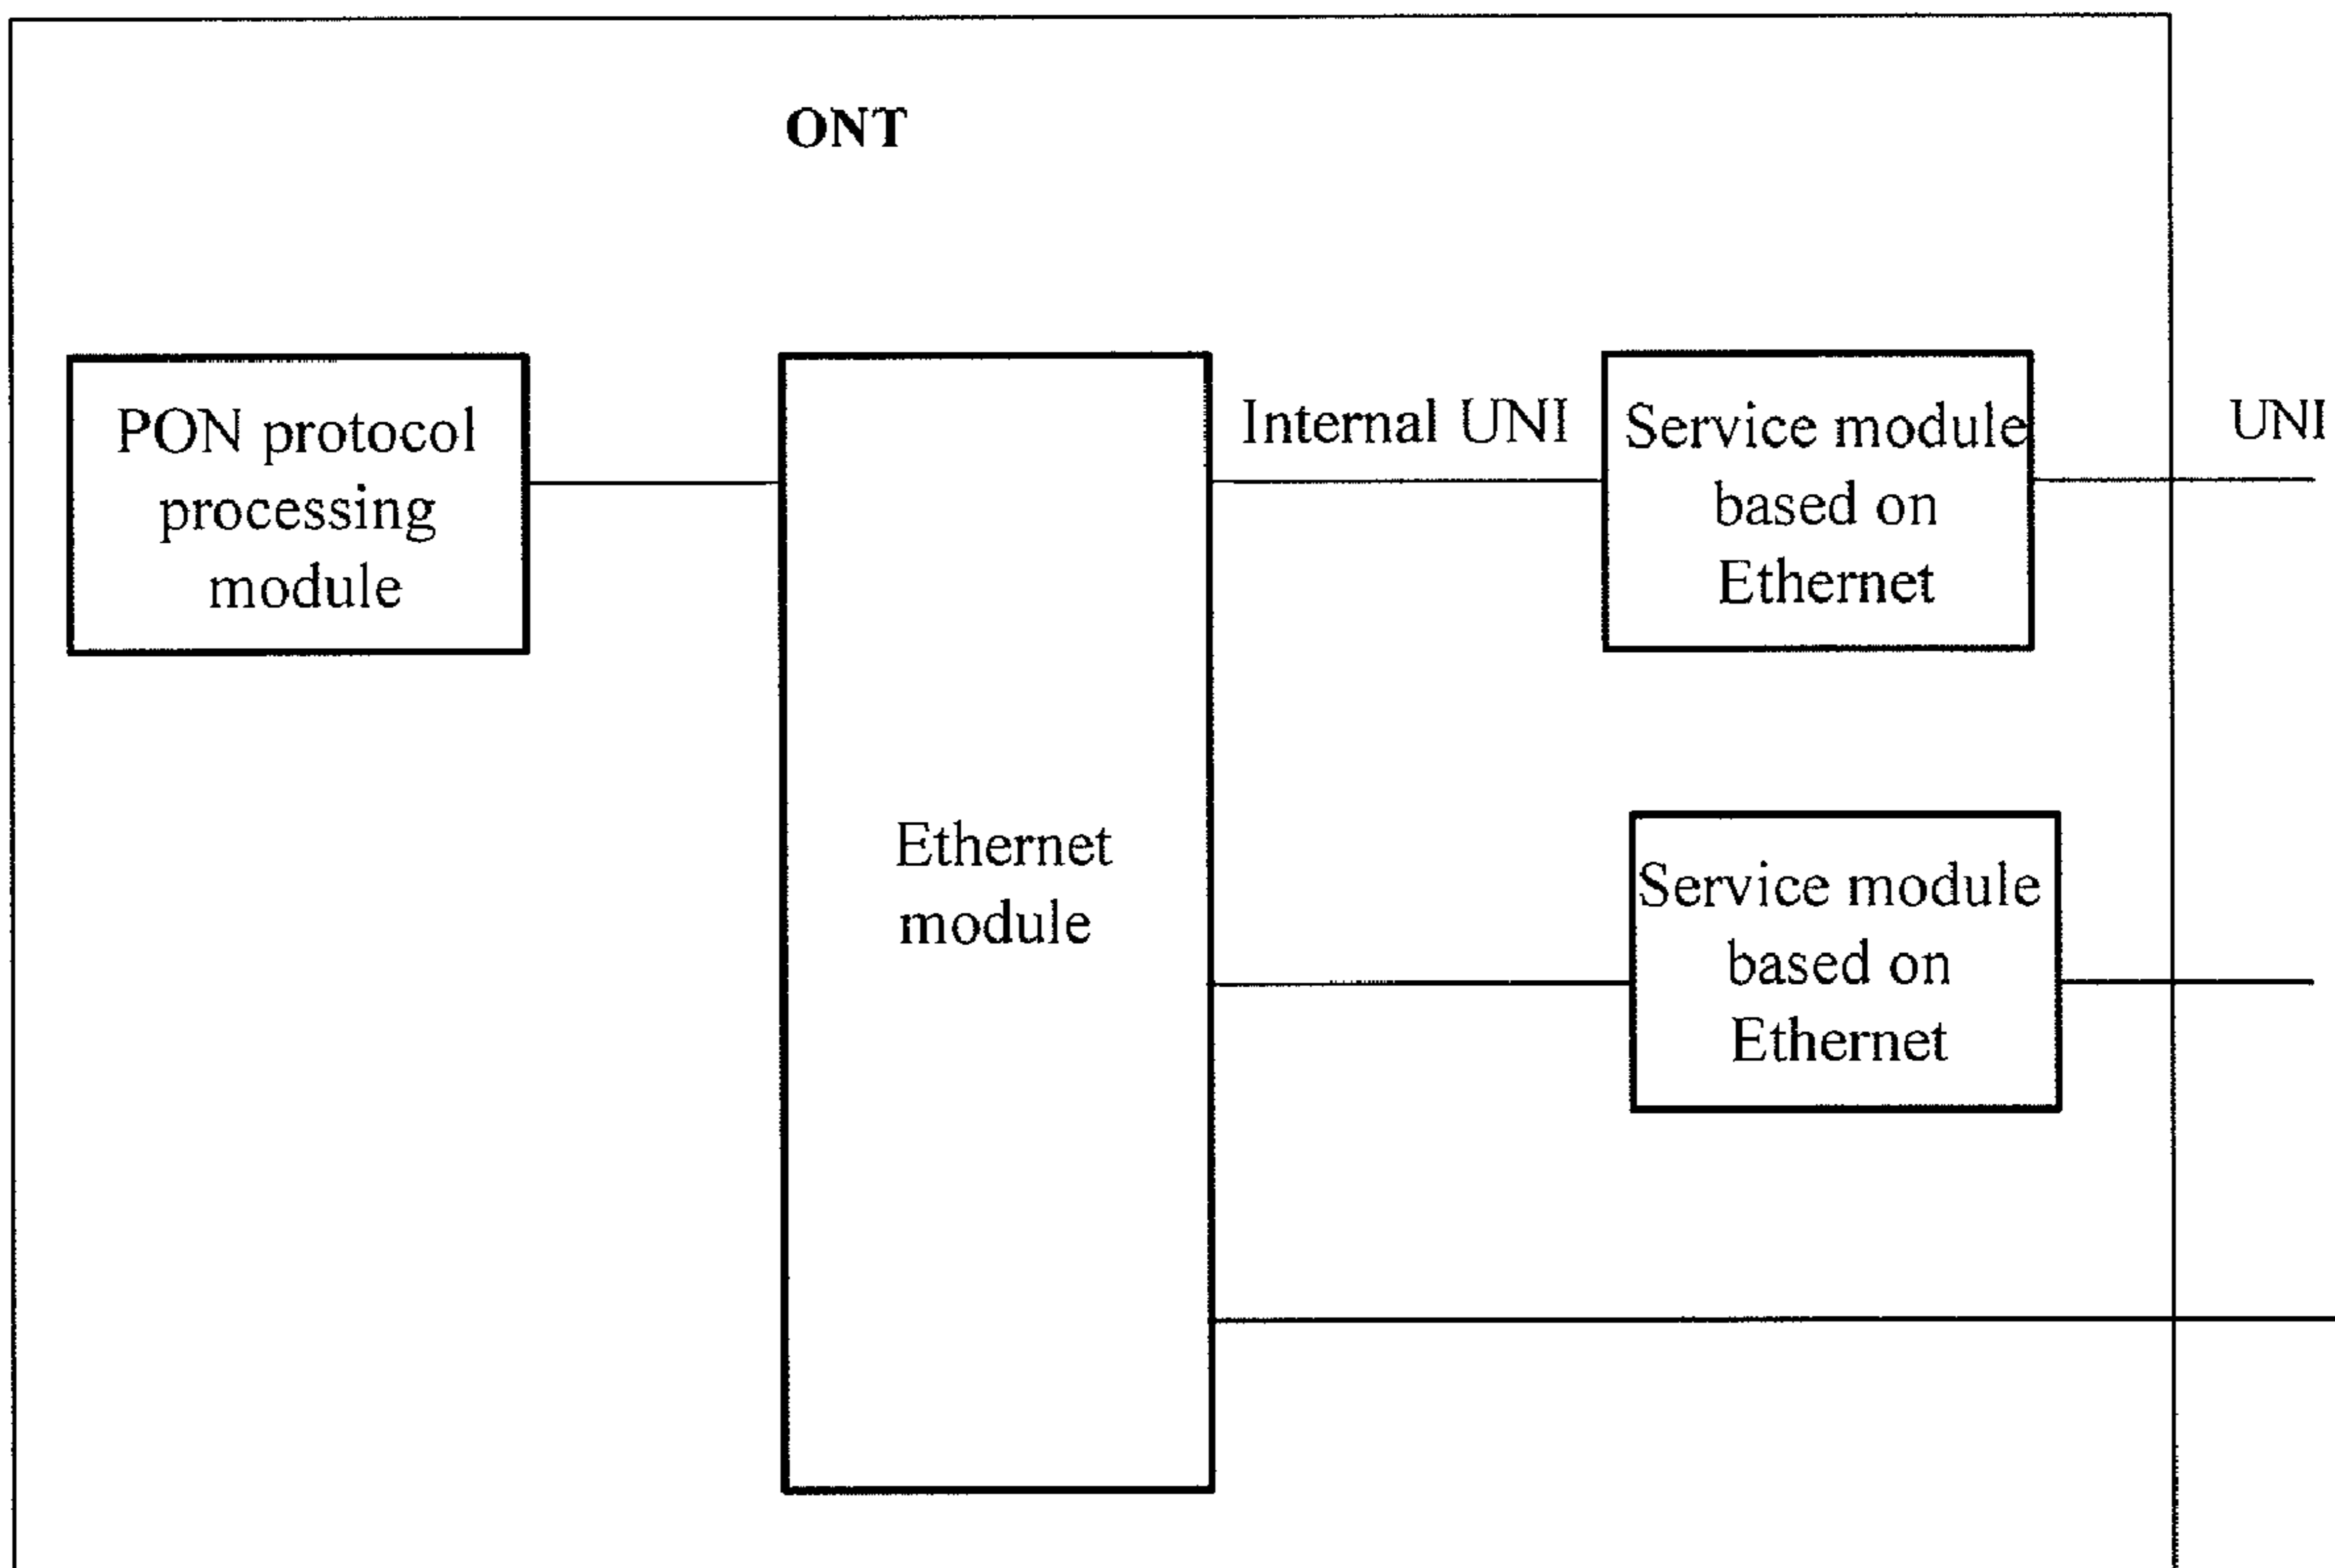 ONT
PON protocol
processing
module
Ethernet
module
Internal UNI
Service module
based on
Ethernet
UNI
Service module
based on
Ethernet